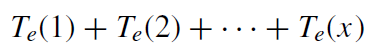 T_e(1) + T_e(2) + ··· + T_e(x)